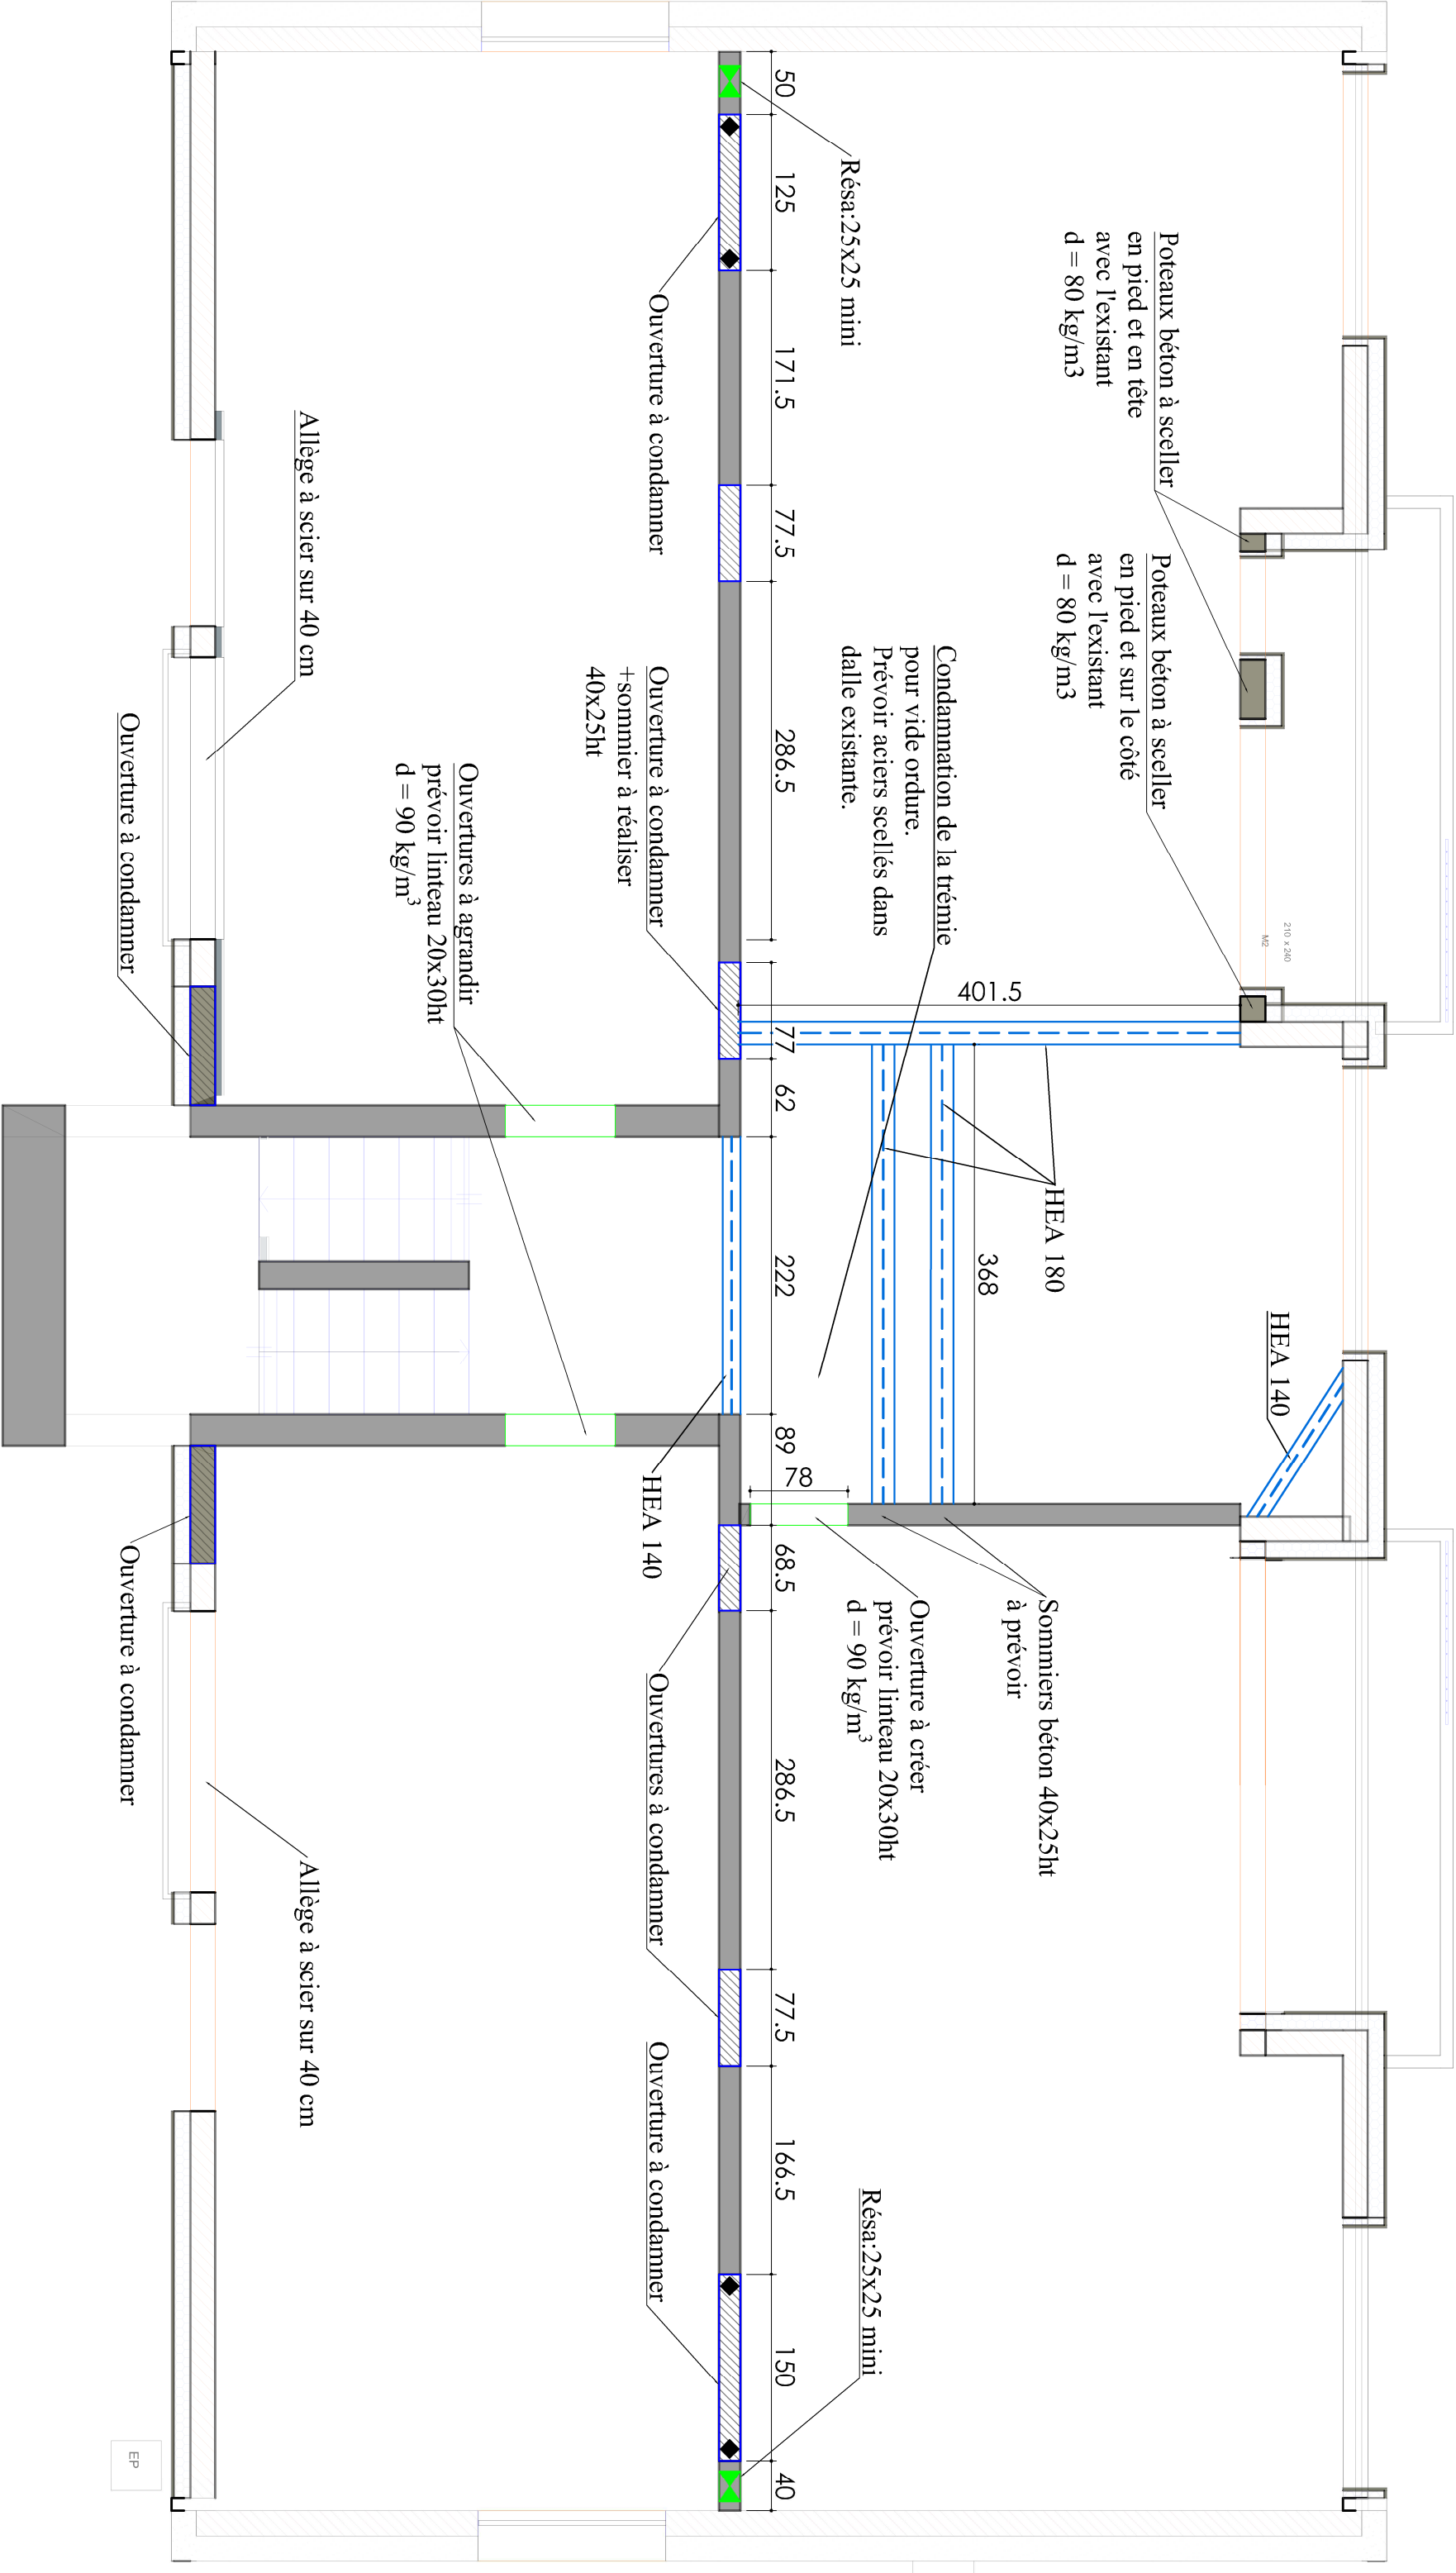 50
125
171.5
77.5
286.5
77
62
222
89
68.5
286.5
77.5
166.5
150
40
401.5
368
78
Résa:25x25 mini
Poteaux béton à sceller
en pied et en tête
avec l'existant
d = 80 kg/m3
Poteaux béton à sceller
en pied et sur le côté
avec l'existant
d = 80 kg/m3
210 x 240
M2
Condamnation de la trémie
pour vide ordure.
Prévoir aciers scellés dans
dalle existante.
HEA 180
HEA 140
Sommiers béton 40x25ht
à prévoir
Ouverture à créer
prévoir linteau 20x30ht
d = 90 kg/m³
Résa:25x25 mini
Ouverture à condamner
Ouverture à condamner
+sommier à réaliser
40x25ht
Ouvertures à agrandir
prévoir linteau 20x30ht
d = 90 kg/m³
HEA 140
Ouvertures à condamner
Ouverture à condamner
Allège à scier sur 40 cm
Ouverture à condamner
Ouverture à condamner
Allège à scier sur 40 cm
EP